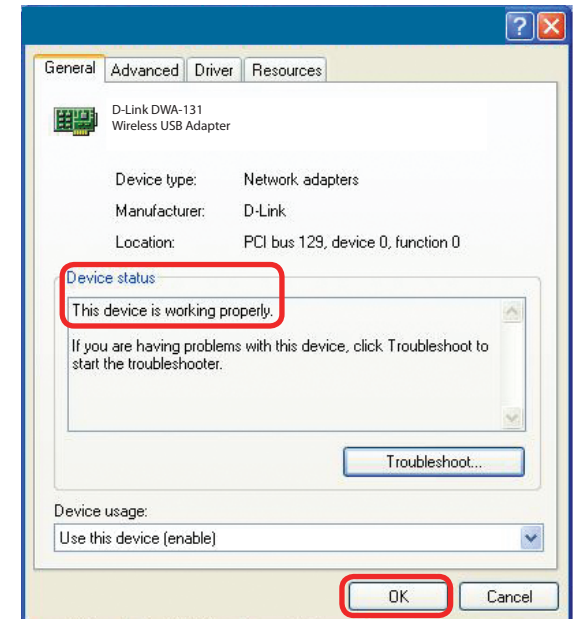 General Advanced Driver Resources
D-Link DWA-131
Wireless USB Adapter
Device type: Network adapters
Manufacturer: D-Link
Location: PCI bus 129, device 0, function 0
Device status
This device is working properly.
If you are having problems with this device, click Troubleshoot to
start the troubleshooter.
Troubleshoot...
Device usage:
Use this device (enable)
OK Cancel